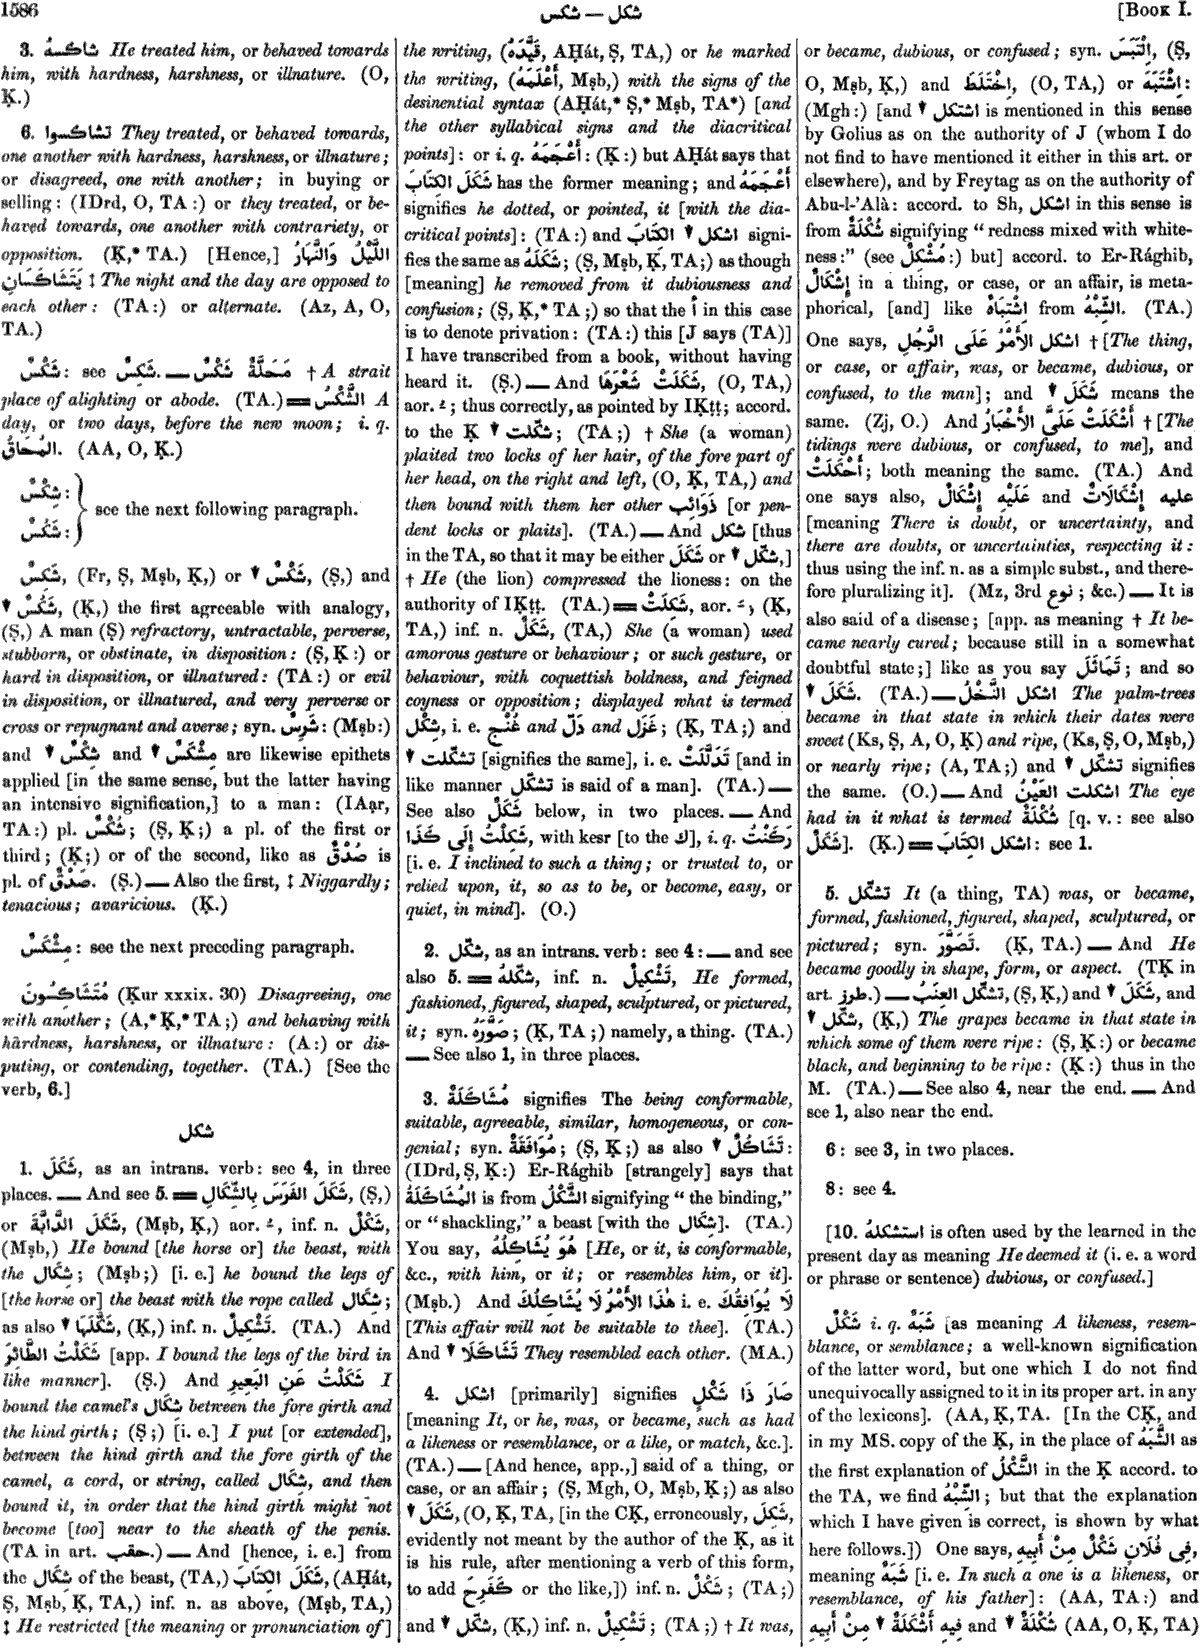 1586
شكس — شكل
[BOOK I.
3. شاكسهُ He treated him, or behaved towards
him, with hardness, harshness, or illnature. (O,
Ḳ.)
6. تشاكسوا They treated, or behaved towards,
one another with hardness, harshness, or illnature;
or disagreed, one with another; in buying or
selling: (IDrd, O, TA:) or they treated, or be-
haved towards, one another with contrariety, or
opposition. (Ḳ,* TA.) [Hence,] اللَّيْلُ وَالنَّهَارُ
يَتَشَاكَسَانِ ‡ The night and the day are opposed to
each other: (TA:) or alternate. (Az, A, O,
TA.)
شَكْسٌ: see شَكِسٌ. — مَحَلَّةٌ شَكْسٌ † A strait
place of alighting or abode. (TA.) = الشَّكْسُ A
day, or two days, before the new moon; i. q.
المُحَاقُ. (AA, O, Ḳ.)
شِكْسٌ:
شَكُسٌ:
see the next following paragraph.
شَكِسٌ, (Fr, Ṣ, Mṣb, Ḳ,) or ▼ شَكْسٌ, (Ṣ,) and
▼ شَكُسٌ, (Ḳ,) the first agreeable with analogy,
(Ṣ,) A man (Ṣ) refractory, untractable, perverse,
stubborn, or obstinate, in disposition: (Ṣ, Ḳ:) or
hard in disposition, or illnatured: (TA:) or evil
in disposition, or illnatured, and very perverse or
cross or repugnant and averse; syn. شَرِسٌ: (Mṣb:)
and ▼ شِكْسٌ and ▼ مِشْكَسٌ are likewise epithets
applied [in the same sense, but the latter having
an intensive signification,] to a man: (IAạr,
TA:) pl. شُكْسٌ; (Ṣ, Ḳ;) a pl. of the first or
third; (Ḳ;) or of the second, like as صُدْقٌ is
pl. of صَدْقٌ. (Ṣ.) — Also the first, ‡ Niggardly;
tenacious; avaricious. (Ḳ.)
مِشْكَسٌ: see the next preceding paragraph.
مُتَشَاكِسُونَ (Ḳur xxxix. 30) Disagreeing, one
with another; (A,* Ḳ,* TA;) and behaving with
hardness, harshness, or illnature: (A:) or dis-
puting, or contending, together. (TA.) [See the
verb, 6.]
شكل
1. شَكَلَ, as an intrans. verb: see 4, in three
places. — And see 5. = شَكَلَ الفَرَسَ بِالشِّكَالِ, (Ṣ,)
or شَكَلَ الدَّابَّةَ, (Mṣb, Ḳ,) aor. ـُ, inf. n. شَكْلٌ,
(Mṣb,) He bound [the horse or] the beast, with
the شِكَال; (Mṣb;) [i. e.] he bound the legs of
[the horse or] the beast with the rope called شِكَال;
as also ▼ شَكَّلَهَا, (Ḳ,) inf. n. تَشْكِيلٌ. (TA.) And
شَكَلْتُ الطَّائِرَ [app. I bound the legs of the bird in
like manner]. (Ṣ.) And شَكَلْتُ عَنِ البَعِيرِ I
bound the camel's شِكَال between the fore girth and
the hind girth; (Ṣ;) [i. e.] I put [or extended],
between the hind girth and the fore girth of the
camel, a cord, or string, called شِكَال, and then
bound it, in order that the hind girth might not
become [too] near to the sheath of the penis.
(TA in art. حقب.) — And [hence, i. e.] from
the شِكَال of the beast, (TA,) شَكَلَ الكِتَابَ, (AḤát,
Ṣ, Mṣb, Ḳ, TA,) inf. n. as above, (Mṣb, TA,)
‡ He restricted [the meaning or pronunciation of]
the writing, (قَيَّدَهُ, AḤát, Ṣ, TA,) or he marked
the writing, (أَعْلَمَهُ, Mṣb,) with the signs of the
desinential syntax (AḤát,* Ṣ,* Mṣb, TA*) [and
the other syllabical signs and the diacritical
points]: or i. q. أَعْجَمَهُ: (Ḳ:) but AḤát says that
شَكَلَ الكِتَابَ has the former meaning; and أَعْجَمَهُ
signifies he dotted, or pointed, it [with the dia-
critical points]: (TA:) and ▼ اشكل الكِتَابَ signi-
fies the same as شَكَلَهُ; (Ṣ, Mṣb, Ḳ, TA;) as though
[meaning] he removed from it dubiousness and
confusion; (Ṣ, Ḳ,* TA;) so that the أ in this case
is to denote privation: (TA:) this [J says (TA)]
I have transcribed from a book, without having
heard it. (Ṣ.) — And شَكَلَتْ شَعْرَهَا, (O, TA,)
aor. ـُ; thus correctly, as pointed by IḲṭṭ; accord.
to the Ḳ ▼ شكّلت; (TA;) † She (a woman)
plaited two locks of her hair, of the fore part of
her head, on the right and left, (O, Ḳ, TA,) and
then bound with them her other ذَوَائِب [or pen-
dent locks or plaits]. (TA.) — And شكل [thus
in the TA, so that it may be either شَكَلَ or ▼ شَكَّلَ,]
† He (the lion) compressed the lioness: on the
authority of IḲṭṭ. (TA.) = شَكِلَتْ, aor. ـَ, (Ḳ,
TA,) inf. n. شَكَلٌ, (TA,) She (a woman) used
amorous gesture or behaviour; or such gesture, or
behaviour, with coquettish boldness, and feigned
coyness or opposition; displayed what is termed
شِكْل, i. e. غُنْج and دَلّ and غَزَل; (Ḳ, TA;) and
▼ تشكّلت [signifies the same], i. e. تَدَلَّلَتْ [and in
like manner تشكّل is said of a man]. (TA.) —
See also شَكَلٌ below, in two places. — And
شَكِلْتُ إِلَى كَذَا, with kesr [to the ك], i. q. رَكَنْتُ
[i. e. I inclined to such a thing; or trusted to, or
relied upon, it, so as to be, or become, easy, or
quiet, in mind]. (O.)
2. شكّل, as an intrans. verb: see 4: — and see
also 5. = شكّلهُ, inf. n. تَشْكِيلٌ, He formed,
fashioned, figured, shaped, sculptured, or pictured,
it; syn. صَوَّرَهُ; (Ḳ, TA;) namely, a thing. (TA.)
— See also 1, in three places.
3. مُشَاكَلَةٌ signifies The being conformable,
suitable, agreeable, similar, homogeneous, or con-
genial; syn. مُوَافَقَةٌ; (Ṣ, Ḳ;) as also ▼ تَشَاكُلٌ:
(IDrd, Ṣ, Ḳ:) Er-Rághib [strangely] says that
المُشَاكَلَةُ is from الشَّكْلُ signifying “the binding,”
or “shackling,” a beast [with the شِكَال]. (TA.)
You say, هُوَ يُشَاكِلُهُ [He, or it, is conformable,
&c., with him, or it; or resembles him, or it].
(Mṣb.) And هٰذَا الأَمْرُ لَا يُشَاكِلُكَ i. e. لَا يُوَافِقُكَ
[This affair will not be suitable to thee]. (TA.)
And ▼ تَشَاكَلَا They resembled each other. (MA.)
4. اشكل [primarily] signifies صَارَ ذَا شَكْلٍ
[meaning It, or he, was, or became, such as had
a likeness or resemblance, or a like, or match, &c.].
(TA.) — [And hence, app.,] said of a thing, or
case, or an affair; (Ṣ, Mgh, O, Mṣb, Ḳ;) as also
▼ شَكَلَ, (O, Ḳ, TA, [in the CḲ, erroneously, شَكِلَ,
evidently not meant by the author of the Ḳ, as it
is his rule, after mentioning a verb of this form,
to add كَفَرِحَ or the like,]) inf. n. شَكْلٌ; (TA;)
and ▼ شكّل, (Ḳ,) inf. n. تَشْكِيلٌ; (TA;) † It was,
or became, dubious, or confused; syn. اِلْتَبَسَ, (Ṣ,
O, Mṣb, Ḳ,) and اِخْتَلَطَ, (O, TA,) or اِشْتَبَهَ:
(Mgh:) [and ▼ اشتكل is mentioned in this sense
by Golius as on the authority of J (whom I do
not find to have mentioned it either in this art. or
elsewhere), and by Freytag as on the authority of
Abu-l-'Alà: accord. to Sh, اشكل in this sense is
from شُكْلَةٌ signifying “redness mixed with white-
ness:” (see مُشْكِلٌ:) but] accord. to Er-Rághib,
إِشْكَالٌ in a thing, or case, or an affair, is meta-
phorical, [and] like اِشْتِبَاهٌ from الشِّبْهُ. (TA.)
One says, اشكل الأَمْرُ عَلَى الرَّجُلِ † [The thing,
or case, or affair, was, or became, dubious, or
confused, to the man]; and ▼ شَكَلَ means the
same. (Zj, O.) And أَشْكَلَتْ عَلَىَّ الأَخْبَارُ † [The
tidings were dubious, or confused, to me], and
أَحْكَلَتْ; both meaning the same. (TA.) And
one says also, عَلَيْهِ إِشْكَالٌ and عليه إِشْكَالَاتٌ
[meaning There is doubt, or uncertainty, and
there are doubts, or uncertainties, respecting it:
thus using the inf. n. as a simple subst., and there-
fore pluralizing it]. (Mz, 3rd نوع; &c.) — It is
also said of a disease; [app. as meaning † It be-
came nearly cured; because still in a somewhat
doubtful state;] like as you say تَمَاثَلَ; and so
▼ شَكَلَ. (TA.) — اشكل النَّخْلُ The palm-trees
became in that state in which their dates were
sweet (Ks, Ṣ, A, O, Ḳ) and ripe, (Ks, Ṣ, O, Mṣb,)
or nearly ripe; (A, TA;) and ▼ تشكّل signifies
the same. (O.) — And اشكلت العَيْنُ The eye
had in it what is termed شُكْلَةٌ [q. v.: see also
شَكَلٌ]. (Ḳ.) = اشكل الكِتَابَ: see 1.
5. تشكّل It (a thing, TA) was, or became,
formed, fashioned, figured, shaped, sculptured, or
pictured; syn. تَصَوَّرَ. (Ḳ, TA.) — And He
became goodly in shape, form, or aspect. (TḲ in
art. طرز.) — تشكّل العِنَبُ, (Ṣ, Ḳ,) and ▼ شَكَلَ, and
▼ شكّل, (Ḳ,) The grapes became in that state in
which some of them were ripe: (Ṣ, Ḳ:) or became
black, and beginning to be ripe: (Ḳ:) thus in the
M. (TA.) — See also 4, near the end. — And
see 1, also near the end.
6: see 3, in two places.
8: see 4.
[10. استشكلهُ is often used by the learned in the
present day as meaning He deemed it (i. e. a word
or phrase or sentence) dubious, or confused.]
شَكْلٌ i. q. شَبَهٌ [as meaning A likeness, resem-
blance, or semblance; a well-known signification
of the latter word, but one which I do not find
unequivocally assigned to it in its proper art. in any
of the lexicons]. (AA, Ḳ, TA. [In the CḲ, and
in my MS. copy of the Ḳ, in the place of الشَّبَهُ as
the first explanation of الشَّكْلُ in the Ḳ accord. to
the TA, we find الشِّبْهُ; but that the explanation
which I have given is correct, is shown by what
here follows.]) One says, فِى فُلَانٍ شَكْلٌ مِنْ أَبِيهِ,
meaning شَبَهٌ [i. e. In such a one is a likeness, or
resemblance, of his father]: (AA, TA:) and
فِيهِ أَشْكَلَةٌ ▼ مِنْ أَبِيهِ and ▼ شُكْلَةٌ (AA, O, Ḳ, TA)